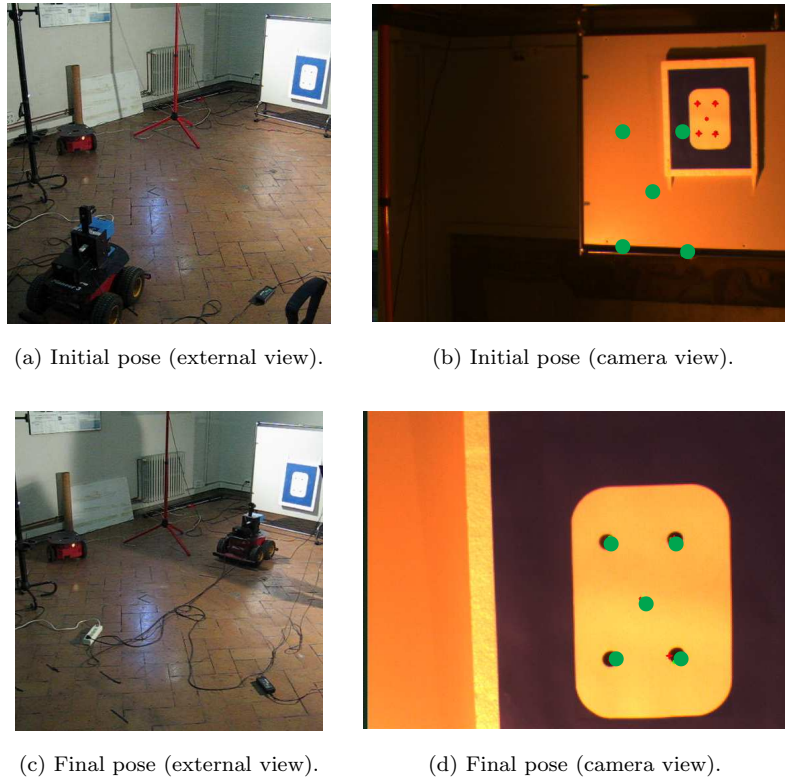 (a) Initial pose (external view).
(b) Initial pose (camera view).
(c) Final pose (external view).
(d) Final pose (camera view).